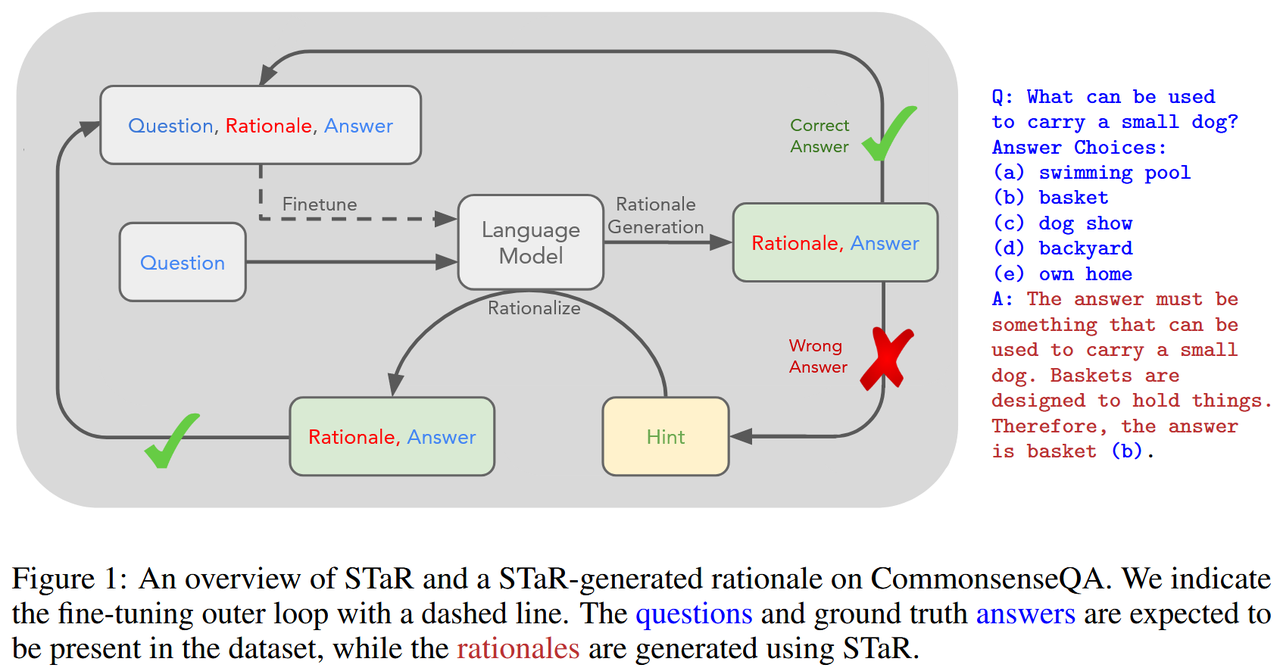 Question, Rationale, Answer
Finetune
Question
Language
Model
Rationale
Generation
Rationale, Answer
Correct
Answer
Wrong
Answer
Rationalize
Rationale, Answer
Hint
Q: What can be used
to carry a small dog?
Answer Choices:
(a) swimming pool
(b) basket
(c) dog show
(d) backyard
(e) own home
A: The answer must be
something that can be
used to carry a small
dog. Baskets are
designed to hold things.
Therefore, the answer
is basket (b).
Figure 1: An overview of STaR and a STaR-generated rationale on CommonsenseQA. We indicate
the fine-tuning outer loop with a dashed line. The questions and ground truth answers are expected to
be present in the dataset, while the rationales are generated using STaR.